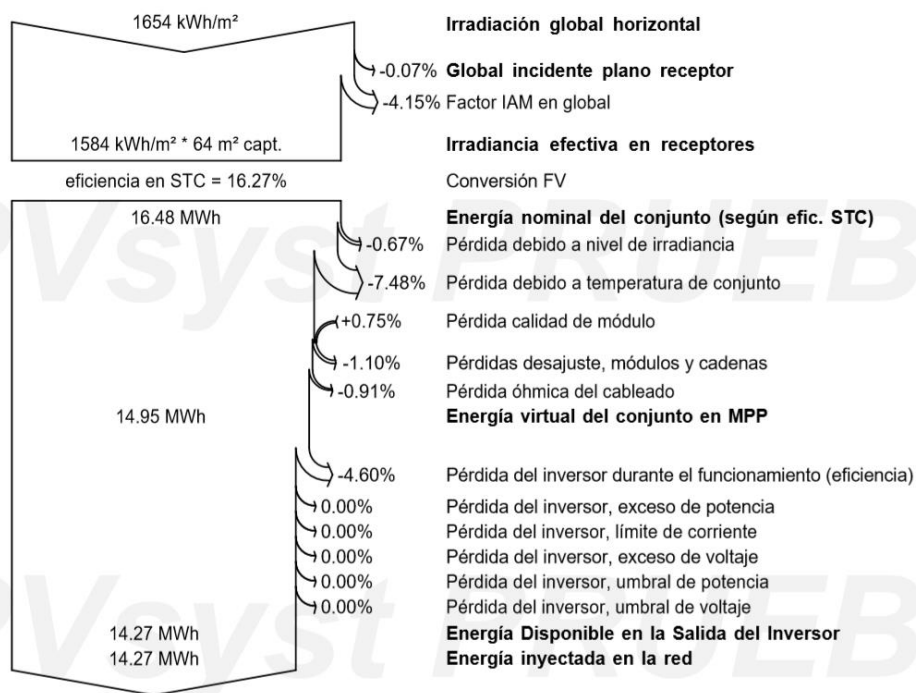 1654 kWh/m² Irradiación global horizontal
-0.07% Global incidente plano receptor
-4.15% Factor IAM en global
1584 kWh/m² * 64 m² capt. Irradiancia efectiva en receptores
eficiencia en STC = 16.27% Conversión FV
16.48 MWh Energía nominal del conjunto (según efic. STC)
-0.67% Pérdida debido a nivel de irradiancia
-7.48% Pérdida debido a temperatura de conjunto
+0.75% Pérdida calidad de módulo
-1.10% Pérdidas desajuste, módulos y cadenas
-0.91% Pérdida óhmica del cableado
14.95 MWh Energía virtual del conjunto en MPP
-4.60% Pérdida del inversor durante el funcionamiento (eficiencia)
0.00% Pérdida del inversor, exceso de potencia
0.00% Pérdida del inversor, límite de corriente
0.00% Pérdida del inversor, exceso de voltaje
0.00% Pérdida del inversor, umbral de potencia
0.00% Pérdida del inversor, umbral de voltaje
14.27 MWh Energía Disponible en la Salida del Inversor
14.27 MWh Energía inyectada en la red
PVsyst PRUEB
PVsyst PRUEB